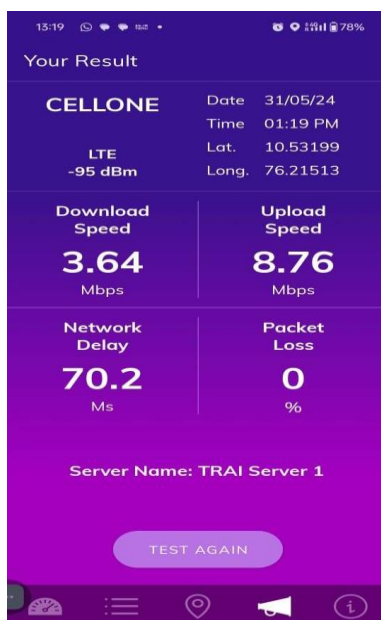 13:19 78%
Your Result
CELLONE
LTE
-95 dBm
Date 31/05/24
Time 01:19 PM
Lat. 10.53199
Long. 76.21513
Download
Speed
3.64
Mbps
Upload
Speed
8.76
Mbps
Network
Delay
70.2
Ms
Packet
Loss
0
%
Server Name: TRAI Server 1
TEST AGAIN